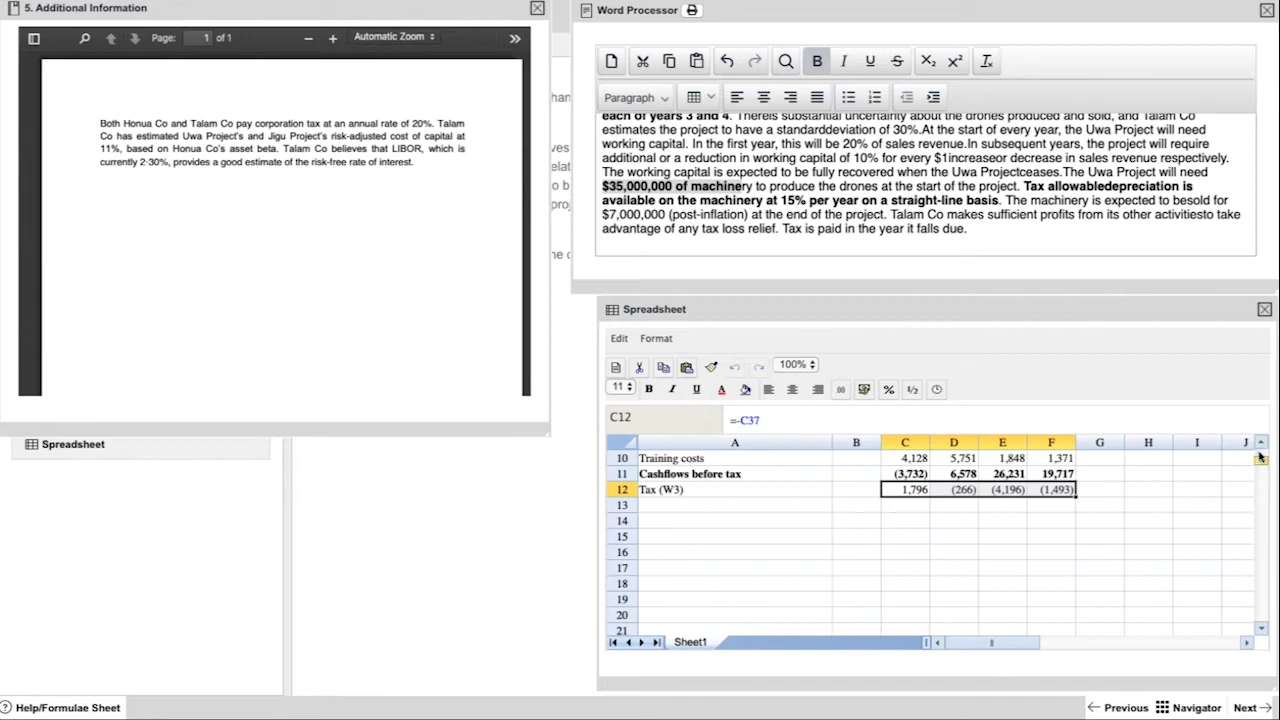 5. Additional Information
Page: 1 of 1
Automatic Zoom
Both Honua Co and Talam Co pay corporation tax at an annual rate of 20%. Talam
Co has estimated Uwa Project's and Jigu Project's risk-adjusted cost of capital at
11%, based on Honua Co's asset beta. Talam Co believes that LIBOR, which is
currently 2·30%, provides a good estimate of the risk-free rate of interest.
Spreadsheet
Word Processor
Paragraph
each of years 3 and 4. Thereis substantial uncertainty about the drones produced and sold, and Talam Co
estimates the project to have a standarddeviation of 30%.At the start of every year, the Uwa Project will need
working capital. In the first year, this will be 20% of sales revenue.In subsequent years, the project will require
additional or a reduction in working capital of 10% for every $1increaseor decrease in sales revenue respectively.
The working capital is expected to be fully recovered when the Uwa Projectceases.The Uwa Project will need
$35,000,000 of machinery to produce the drones at the start of the project. Tax allowabledepreciation is
available on the machinery at 15% per year on a straight-line basis. The machinery is expected to besold for
$7,000,000 (post-inflation) at the end of the project. Talam Co makes sufficient profits from its other activitiesto take
advantage of any tax loss relief. Tax is paid in the year it falls due.
Spreadsheet
Edit Format
100%
11
C12 =-C37
A B C D E F G H I J
10 Training costs 4,128 5,751 1,848 1,371
11 Cashflows before tax (3,732) 6,578 26,231 19,717
12 Tax (W3) 1,796 (266) (4,196) (1,493)
13
14
15
16
17
18
19
20
21
Sheet1
Help/Formulae Sheet
Previous Navigator Next